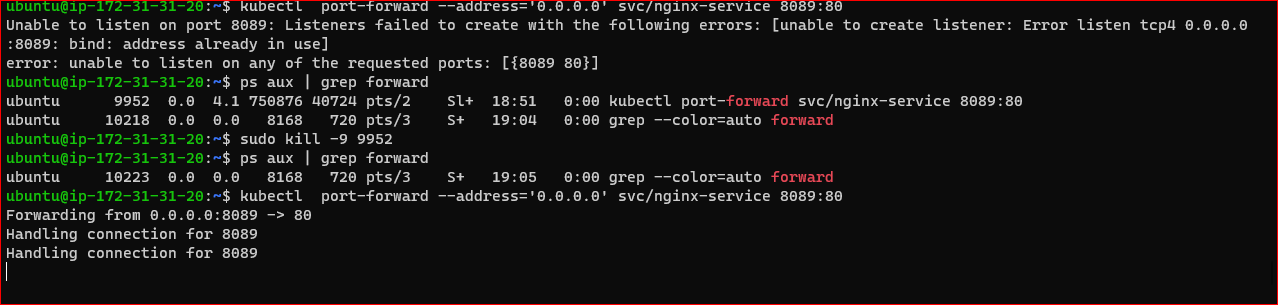 ubuntu@ip-172-31-31-20:~$ kubectl  port-forward --address='0.0.0.0' svc/nginx-service 8089:80
Unable to listen on port 8089: Listeners failed to create with the following errors: [unable to create listener: Error listen tcp4 0.0.0.0
:8089: bind: address already in use]
error: unable to listen on any of the requested ports: [{8089 80}]
ubuntu@ip-172-31-31-20:~$ ps aux | grep forward
ubuntu      9952  0.0  4.1 750876 40724 pts/2    Sl+  18:51   0:00 kubectl port-forward svc/nginx-service 8089:80
ubuntu     10218  0.0  0.0   8168   720 pts/3    S+   19:04   0:00 grep --color=auto forward
ubuntu@ip-172-31-31-20:~$ sudo kill -9 9952
ubuntu@ip-172-31-31-20:~$ ps aux | grep forward
ubuntu     10223  0.0  0.0   8168   720 pts/3    S+   19:05   0:00 grep --color=auto forward
ubuntu@ip-172-31-31-20:~$ kubectl  port-forward --address='0.0.0.0' svc/nginx-service 8089:80
Forwarding from 0.0.0.0:8089 -> 80
Handling connection for 8089
Handling connection for 8089